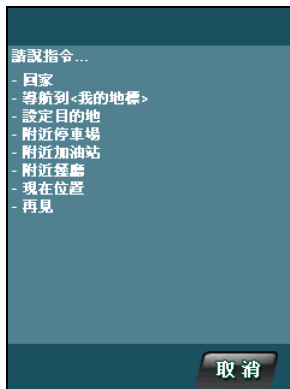 請說指令...
- 回家
- 導航到<我的地標>
- 設定目的地
- 附近停車場
- 附近加油站
- 附近餐廳
- 現在位置
- 再見
取消